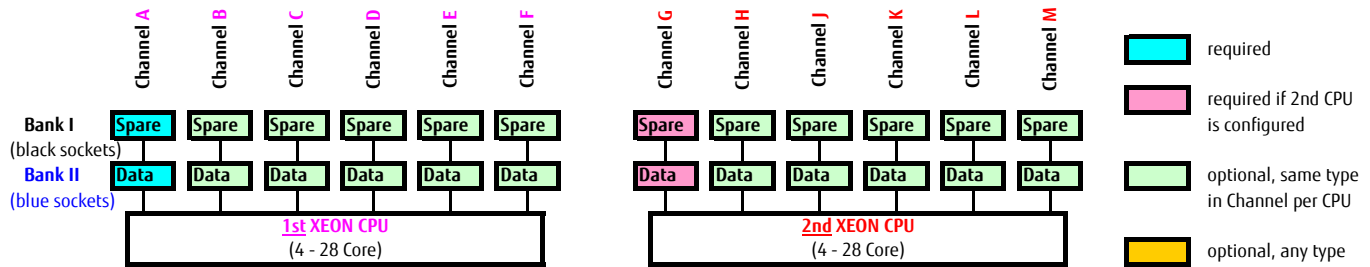 Channel A
Channel B
Channel C
Channel D
Channel E
Channel F
Channel G
Channel H
Channel J
Channel K
Channel L
Channel M
Bank I
(black sockets)
Spare Spare Spare Spare Spare Spare Spare Spare Spare Spare Spare Spare
Bank II
(blue sockets)
Data Data Data Data Data Data Data Data Data Data Data Data
1st XEON CPU
(4 - 28 Core)
2nd XEON CPU
(4 - 28 Core)
required
required if 2nd CPU
is configured
optional, same type
in Channel per CPU
optional, any type